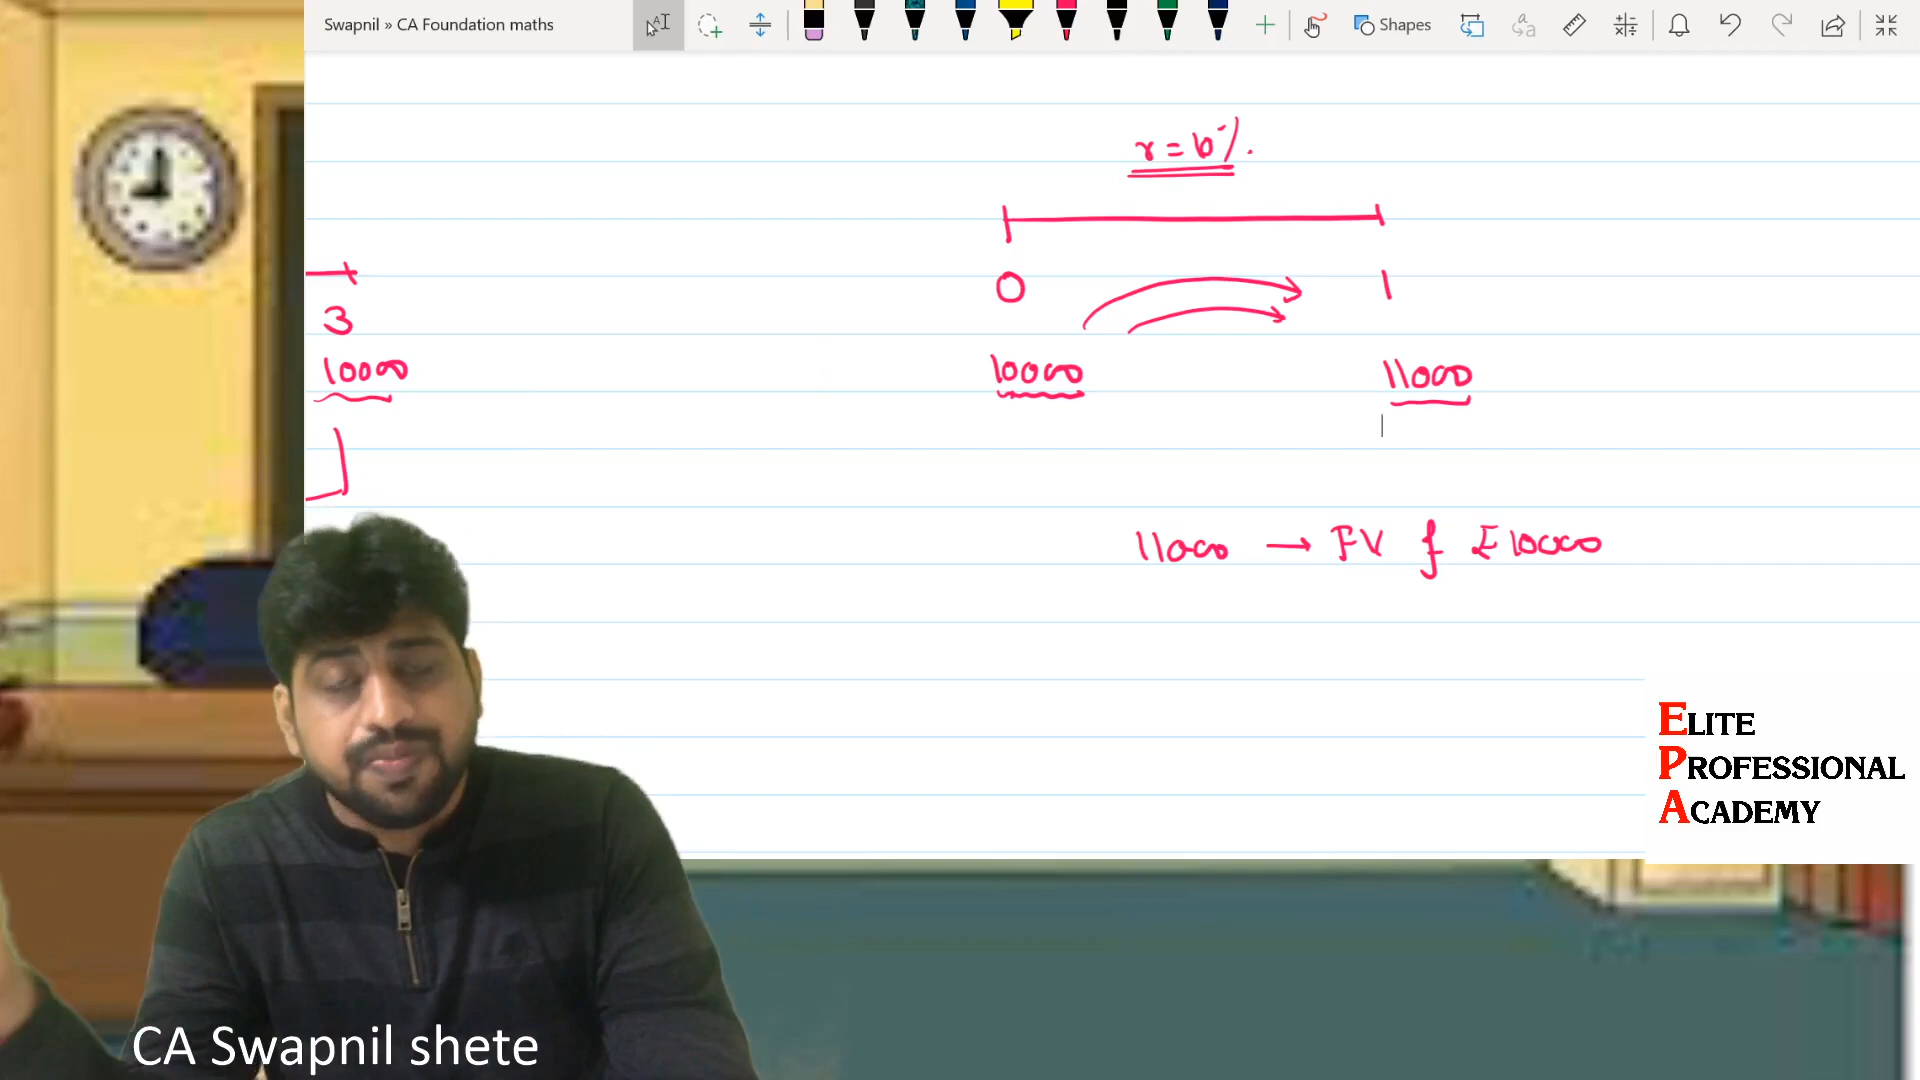 Swapnil » CA Foundation maths
Shapes
r = 10%.
0 1
3
10000
10000 11000
11000 → FV of ₹10000
ELITE
PROFESSIONAL
ACADEMY
CA Swapnil shete